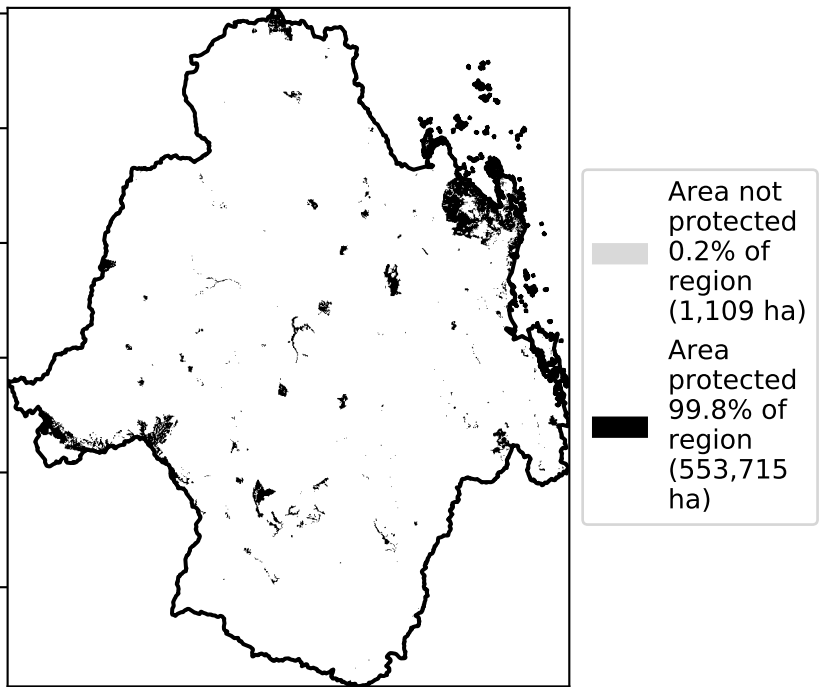 Area not
protected
0.2% of
region
(1,109 ha)
Area
protected
99.8% of
region
(553,715
ha)